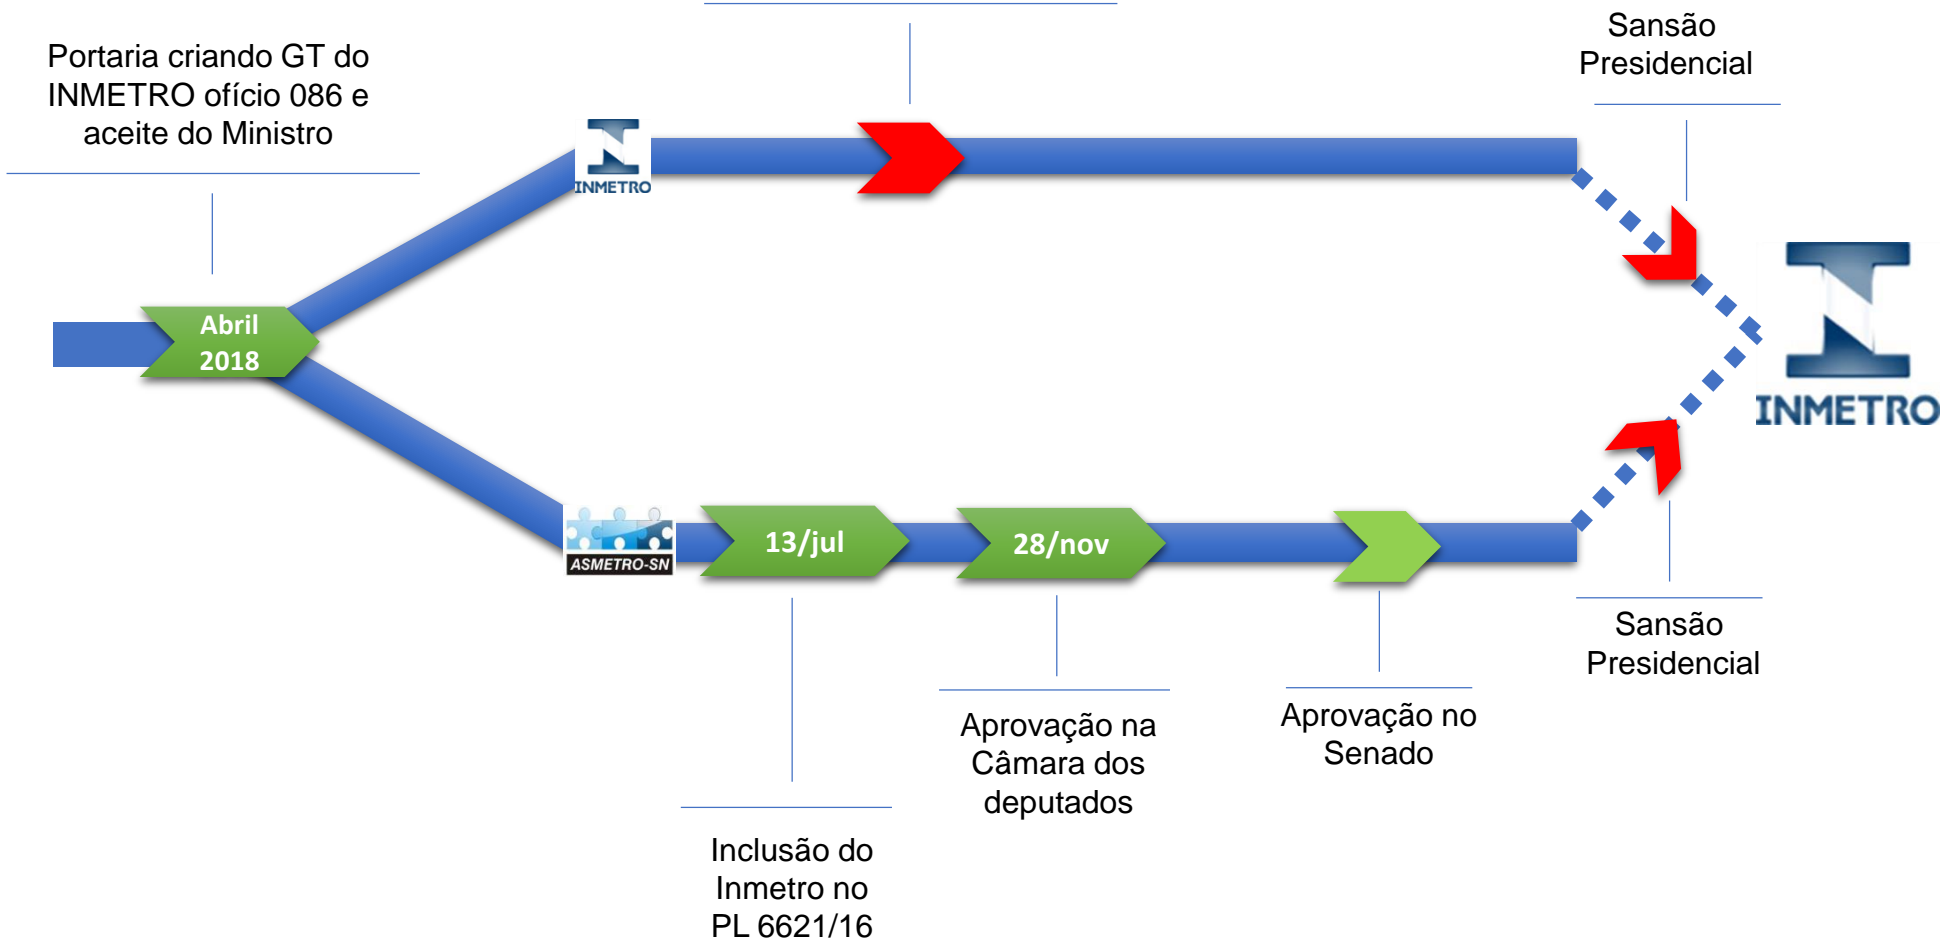 Sansão
Presidencial
Portaria criando GT do
INMETRO ofício 086 e
aceite do Ministro
INMETRO
Abril
2018
INMETRO
ASMETRO-SN
13/jul
28/nov
Sansão
Presidencial
Aprovação na
Câmara dos
deputados
Aprovação no
Senado
Inclusão do
Inmetro no
PL 6621/16